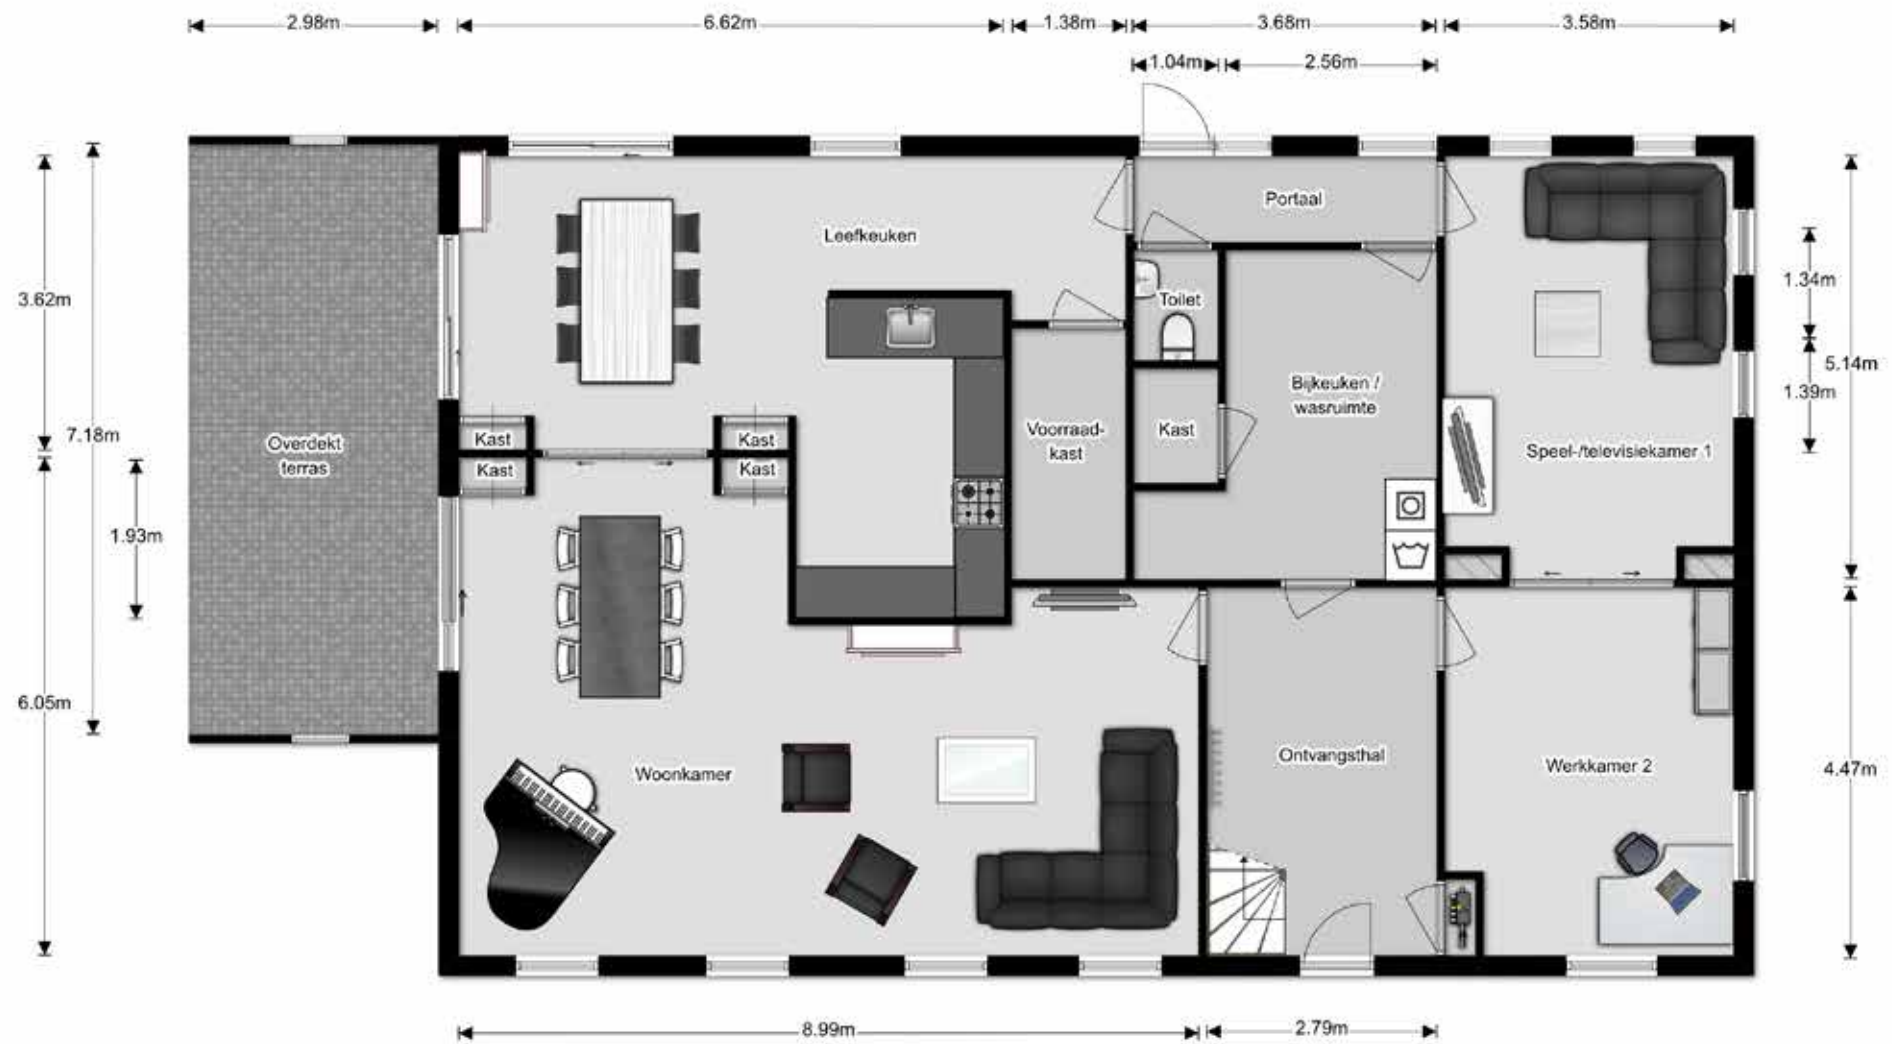 2.98m
6.62m
1.38m
3.68m
3.58m
1.04m
2.56m
Portaal
Leefkeuken
1.34m
Toilet
3.62m
5.14m
Bijkeuken /
wasruimte
1.39m
Voorraad-
kast
Kast
Kast
Kast
Kast
Kast
7.18m
Overdekt
terras
Speel-/televisiekamer 1
1.93m
6.05m
Woonkamer
Ontvangsthal
Werkkamer 2
4.47m
8.99m
2.79m